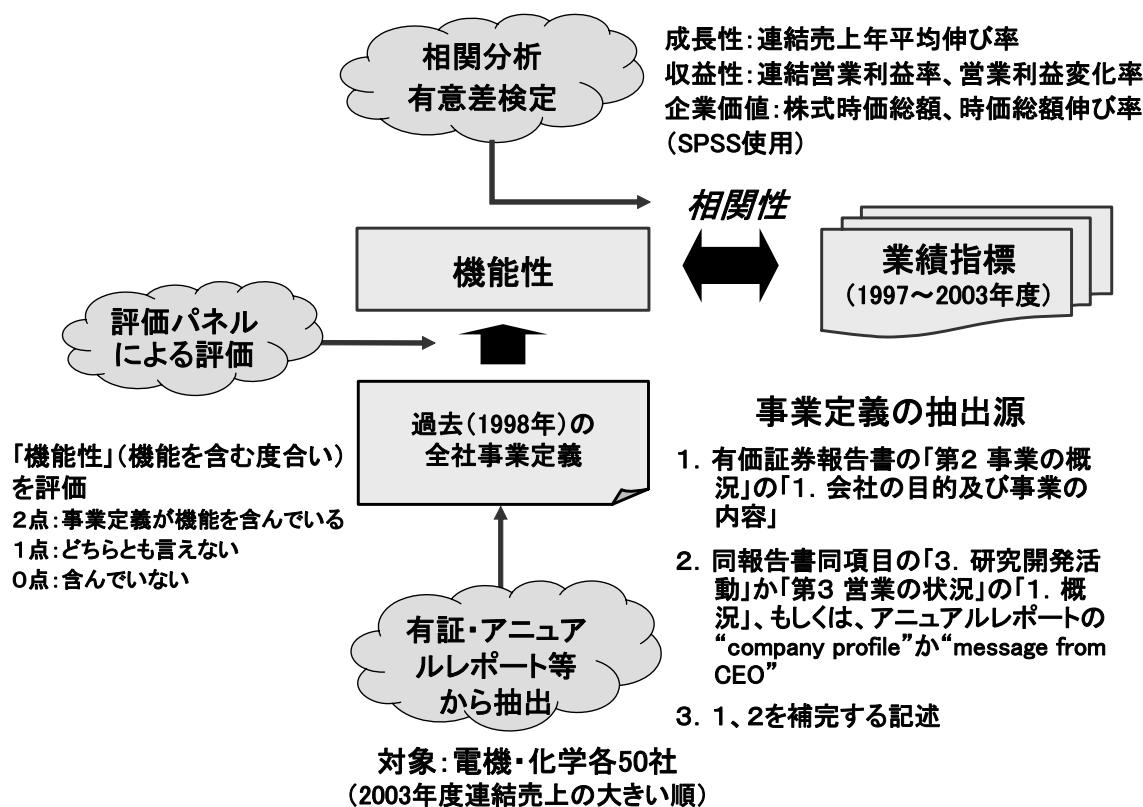 相関分析
有意差検定
成長性：連結売上年平均伸び率
収益性：連結営業利益率、営業利益変化率
企業価値：株式時価総額、時価総額伸び率
（SPSS使用）
相関性
機能性
業績指標
（1997～2003年度）
評価パネル
による評価
過去（1998年）の
全社事業定義
「機能性」（機能を含む度合い）
を評価
２点：事業定義が機能を含んでいる
１点：どちらとも言えない
０点：含んでいない
有証・アニュア
ルレポート等
から抽出
対象：電機・化学各50社
（2003年度連結売上の大きい順）
事業定義の抽出源
１．有価証券報告書の「第２ 事業の概
況」の「１．会社の目的及び事業の
内容」
２．同報告書同項目の「３．研究開発活
動」か「第３ 営業の状況」の「１．概
況」、もしくは、アニュアルレポートの
“company profile”か“message from
CEO”
３．１、２を補完する記述